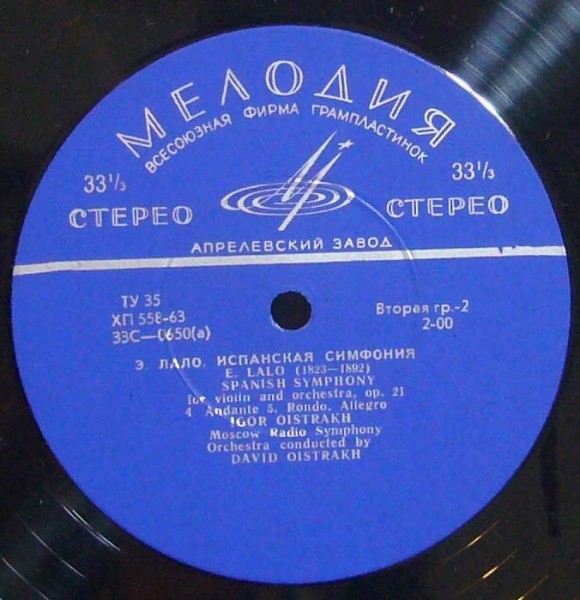 МЕЛОДИЯ
ВСЕСОЮЗНАЯ ФИРМА ГРАМПЛАСТИНОК
33⅓ 33⅓
СТЕРЕО СТЕРЕО
АПРЕЛЕВСКИЙ ЗАВОД
ТУ 35
ХП 558-63
33С—0650(а)
Вторая гр.-2
2-00
Э. ЛАЛО. ИСПАНСКАЯ СИМФОНИЯ
E. LALO (1823—1892)
SPANISH SYMPHONY
for violin and orchestra, op. 21
4 Andante 5, Rondo, Allegro
IGOR OISTRAKH
Moscow Radio Symphony
Orchestra conducted by
DAVID OISTRAKH